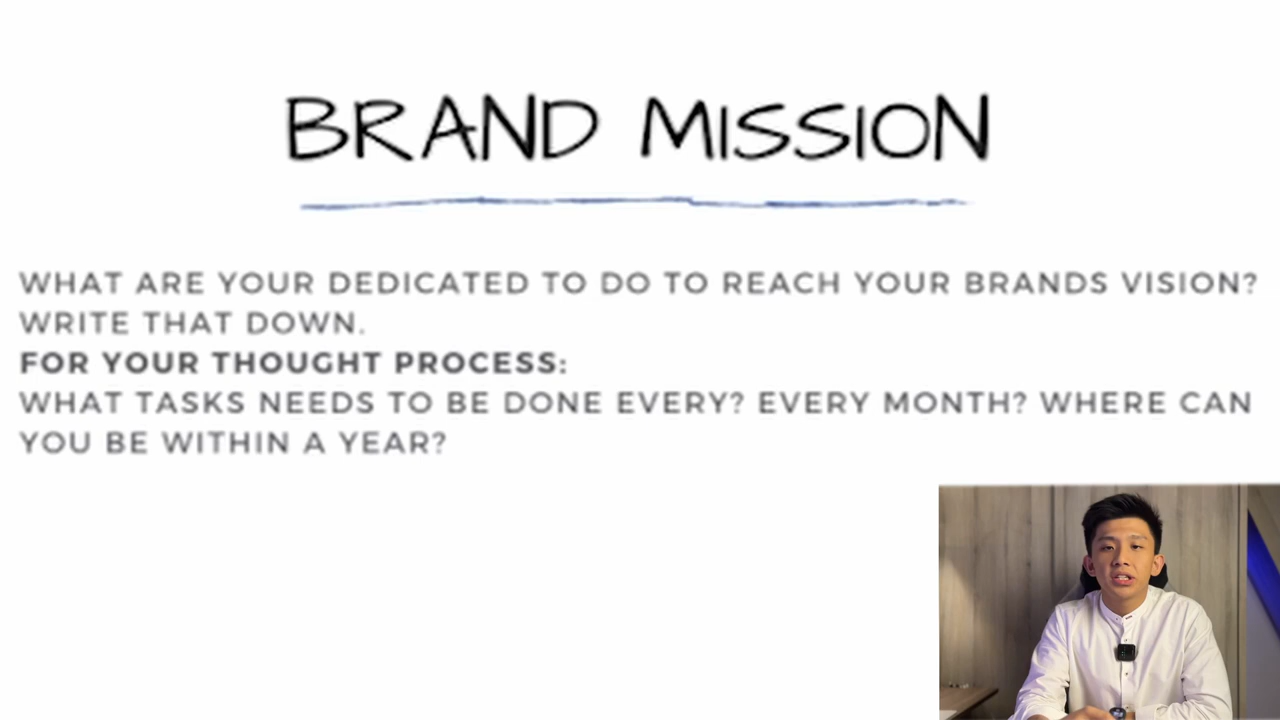 BRAND MISSION
WHAT ARE YOUR DEDICATED TO DO TO REACH YOUR BRANDS VISION?
WRITE THAT DOWN.
FOR YOUR THOUGHT PROCESS:
WHAT TASKS NEEDS TO BE DONE EVERY? EVERY MONTH? WHERE CAN
YOU BE WITHIN A YEAR?